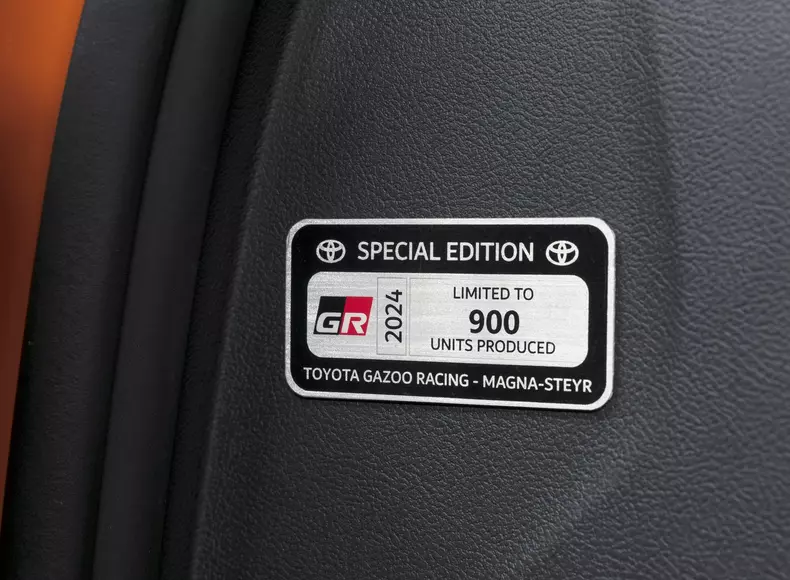 SPECIAL EDITION
GR
2024
LIMITED TO
900
UNITS PRODUCED
TOYOTA GAZOO RACING - MAGNA-STEYR